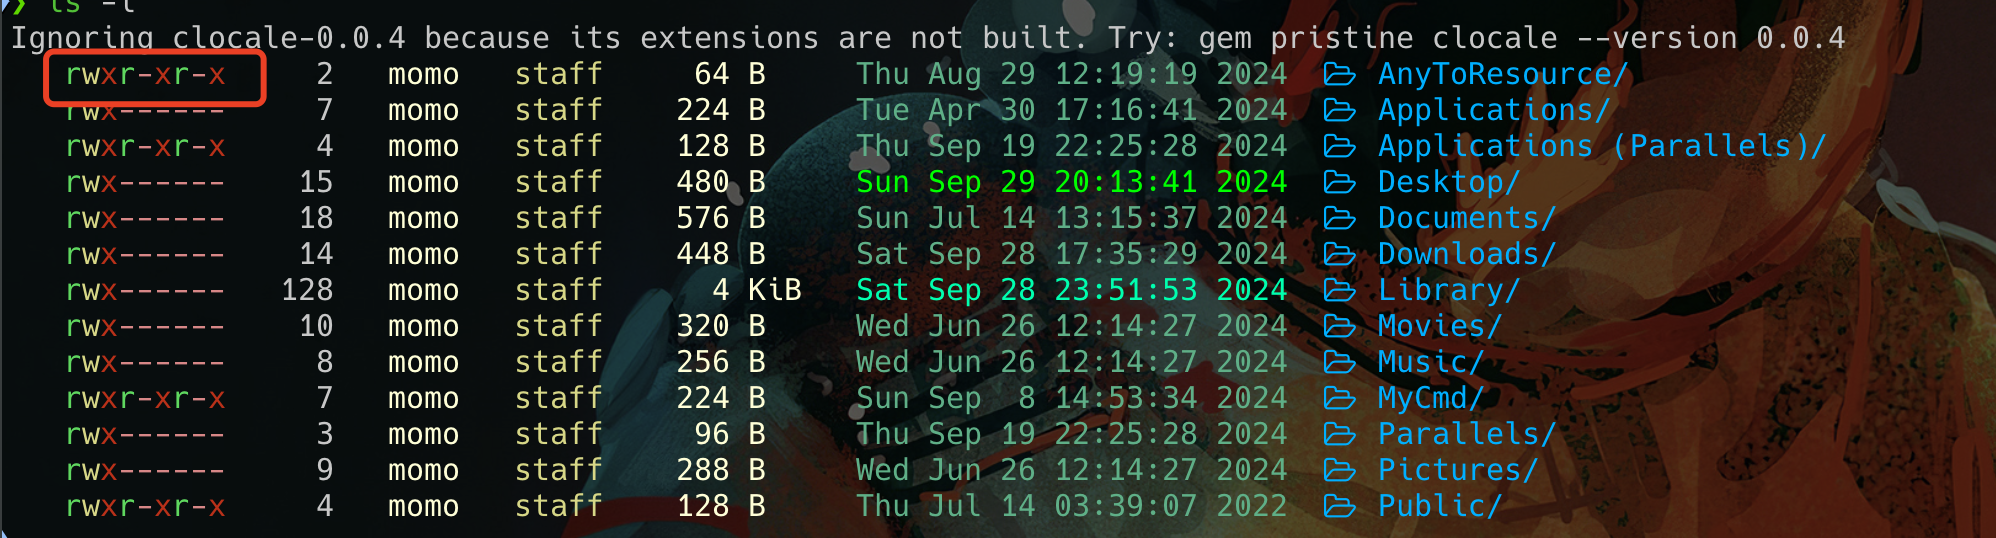 ❯ ls -l
Ignoring clocale-0.0.4 because its extensions are not built. Try: gem pristine clocale --version 0.0.4
rwxr-xr-x 2 momo staff 64 B Thu Aug 29 12:19:19 2024 AnyToResource/
rwx------ 7 momo staff 224 B Tue Apr 30 17:16:41 2024 Applications/
rwxr-xr-x 4 momo staff 128 B Thu Sep 19 22:25:28 2024 Applications (Parallels)/
rwx------ 15 momo staff 480 B Sun Sep 29 20:13:41 2024 Desktop/
rwx------ 18 momo staff 576 B Sun Jul 14 13:15:37 2024 Documents/
rwx------ 14 momo staff 448 B Sat Sep 28 17:35:29 2024 Downloads/
rwx------ 128 momo staff 4 KiB Sat Sep 28 23:51:53 2024 Library/
rwx------ 10 momo staff 320 B Wed Jun 26 12:14:27 2024 Movies/
rwx------ 8 momo staff 256 B Wed Jun 26 12:14:27 2024 Music/
rwxr-xr-x 7 momo staff 224 B Sun Sep 8 14:53:34 2024 MyCmd/
rwx------ 3 momo staff 96 B Thu Sep 19 22:25:28 2024 Parallels/
rwx------ 9 momo staff 288 B Wed Jun 26 12:14:27 2024 Pictures/
rwxr-xr-x 4 momo staff 128 B Thu Jul 14 03:39:07 2022 Public/